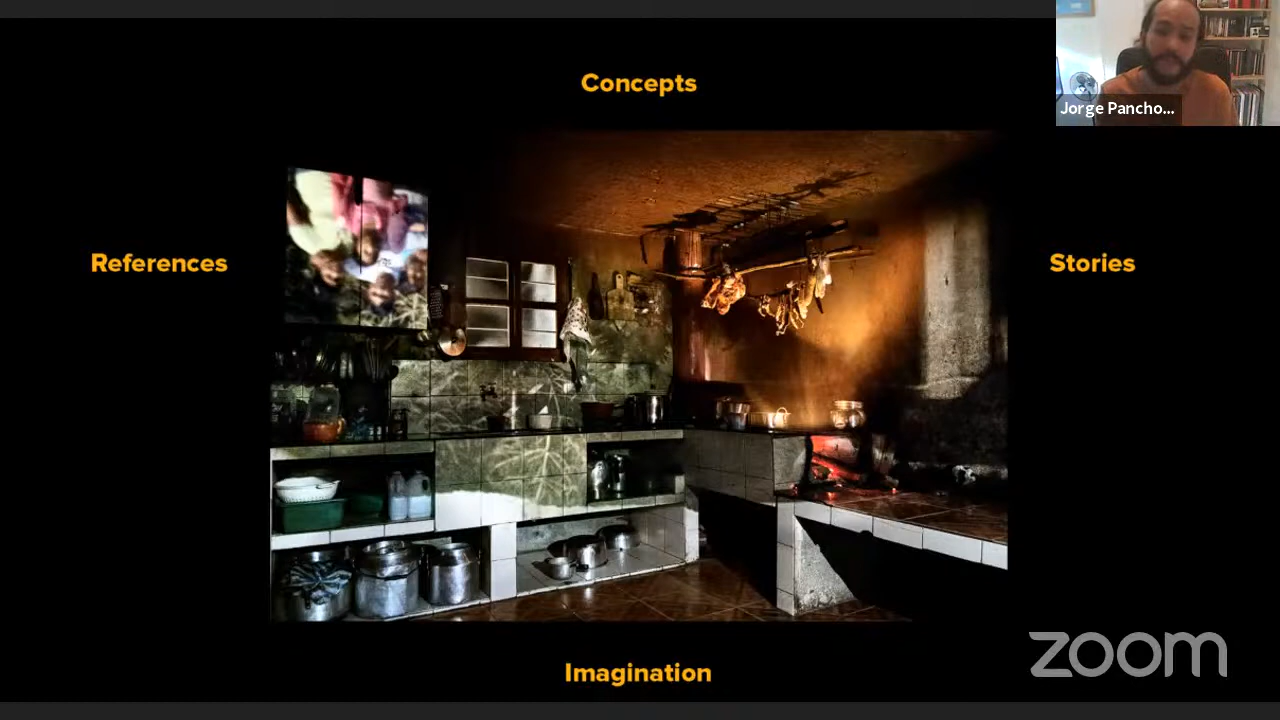 Concepts
Jorge Pancho...
References
Stories
Imagination
zoom